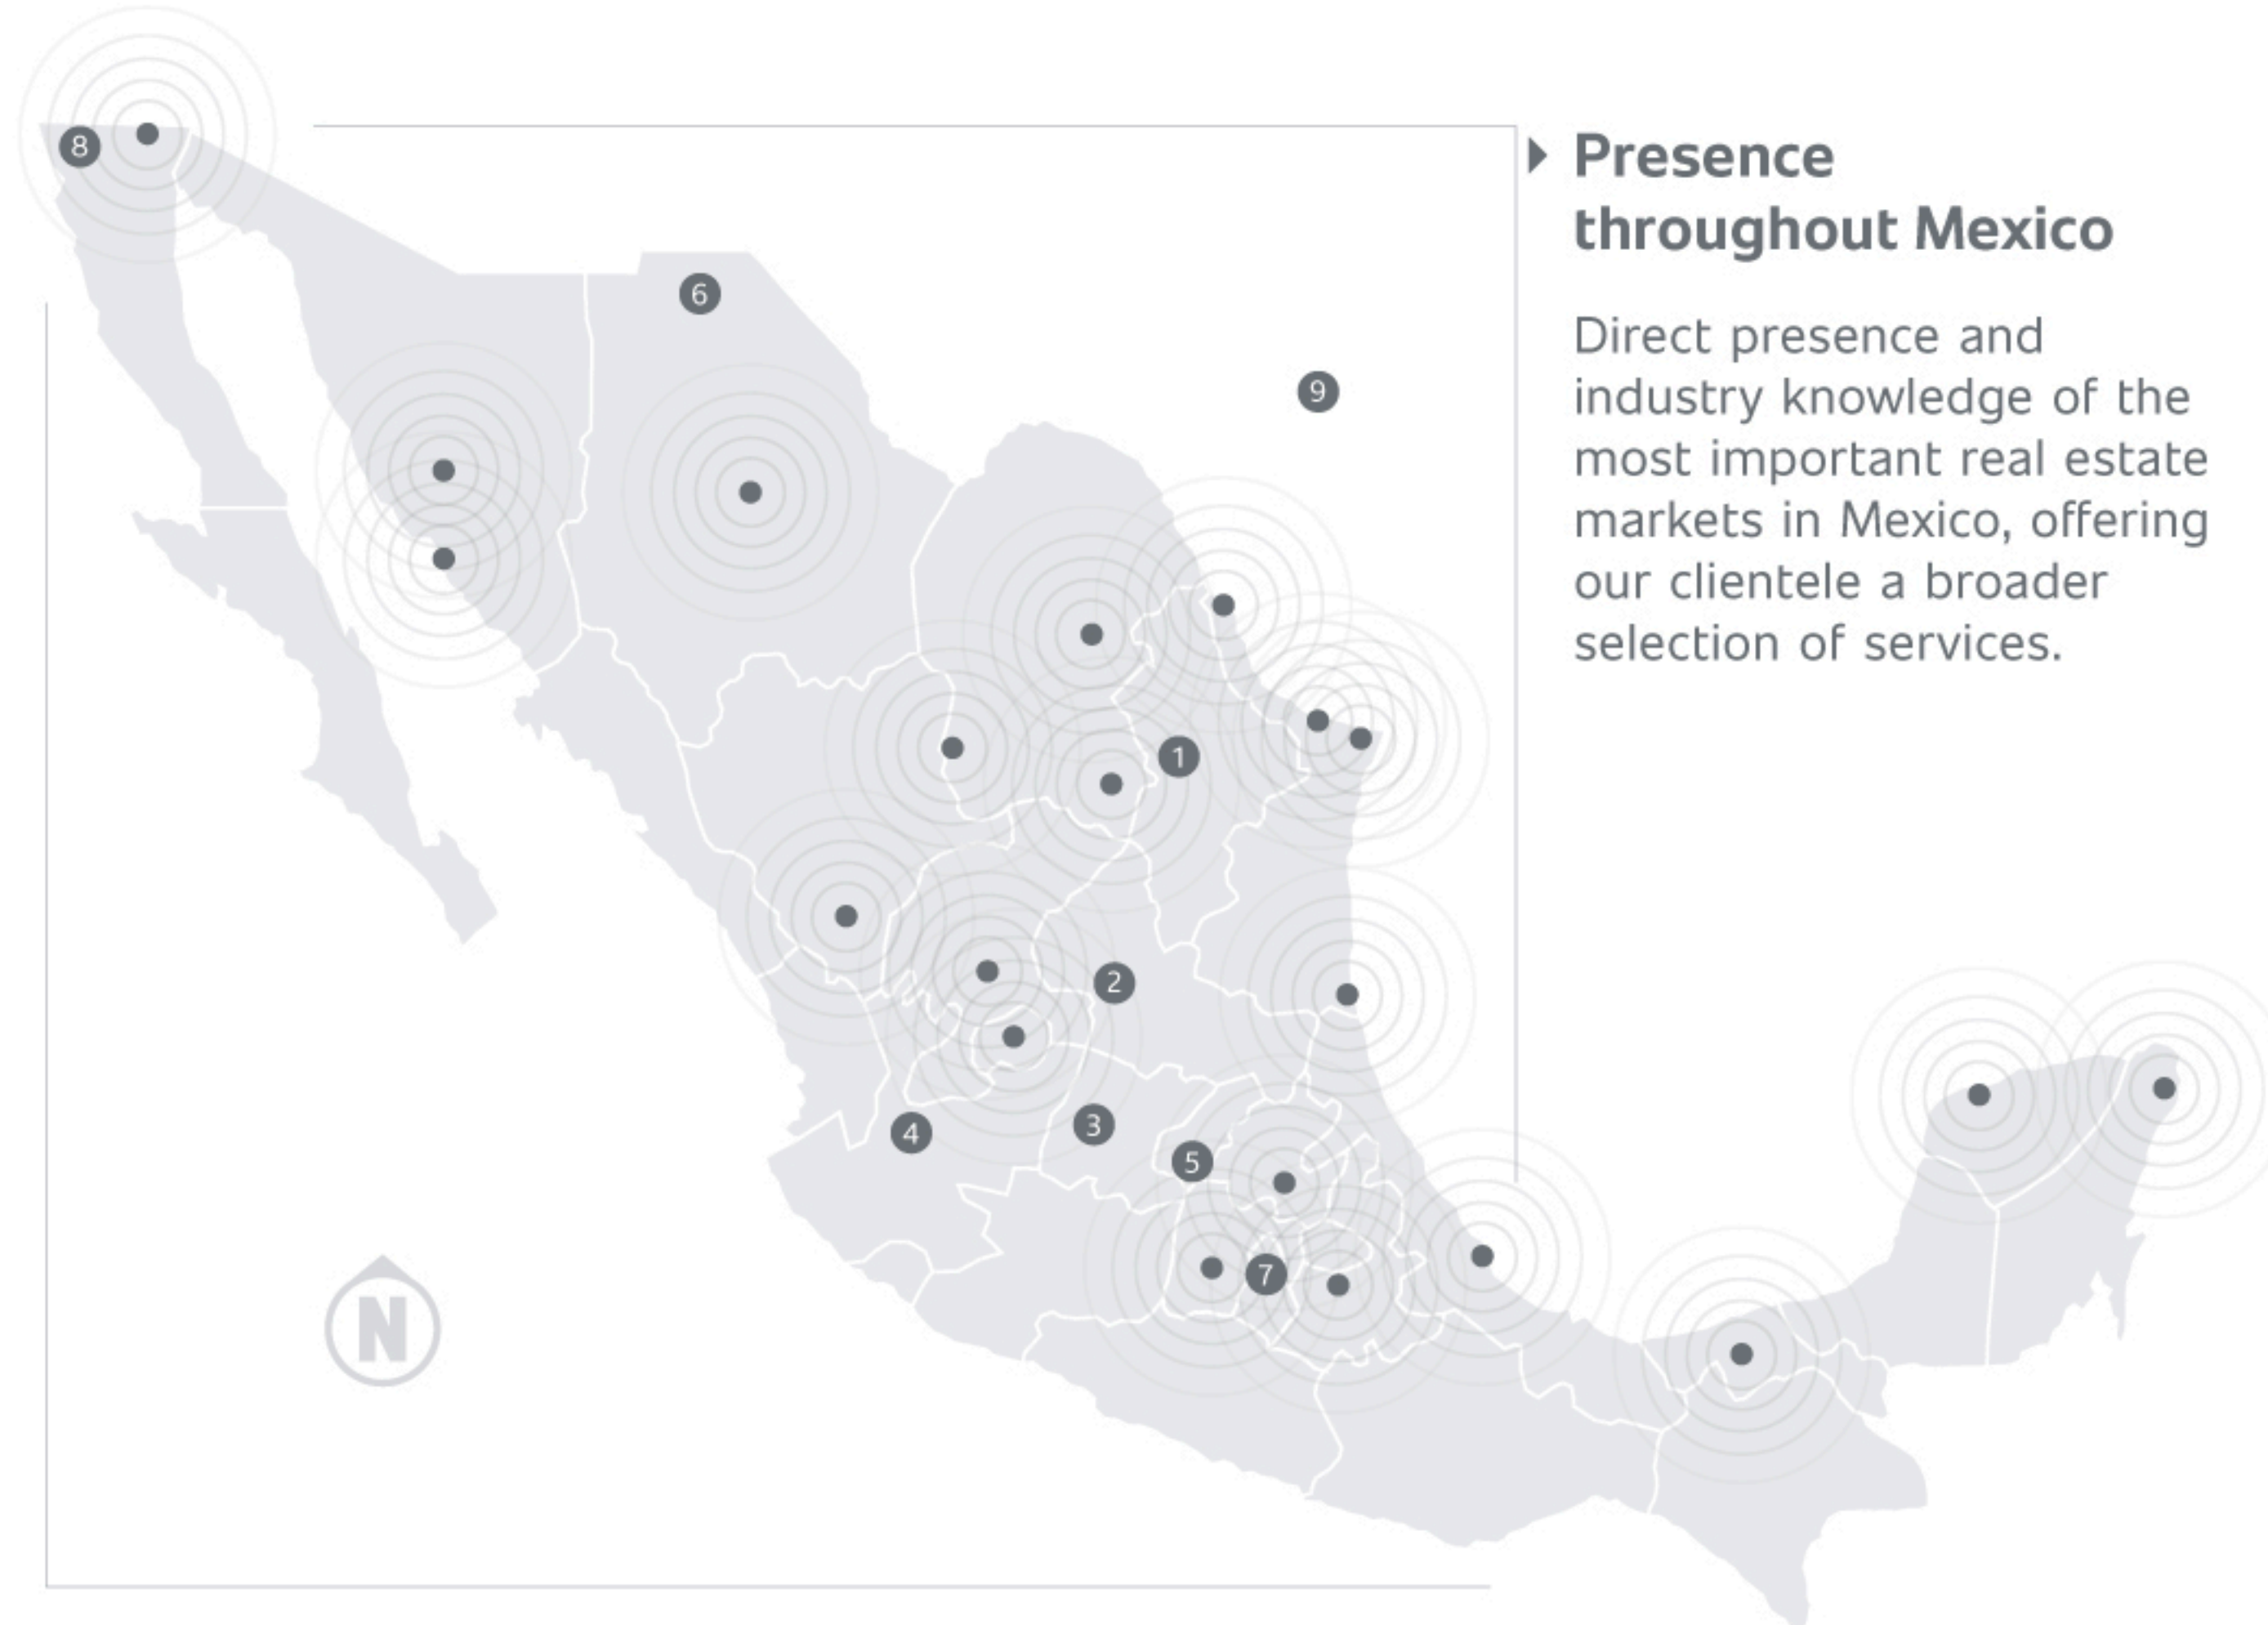 Presence
throughout Mexico
Direct presence and
industry knowledge of the
most important real estate
markets in Mexico, offering
our clientele a broader
selection of services.
8
6
9
1
2
3
4
5
7
N